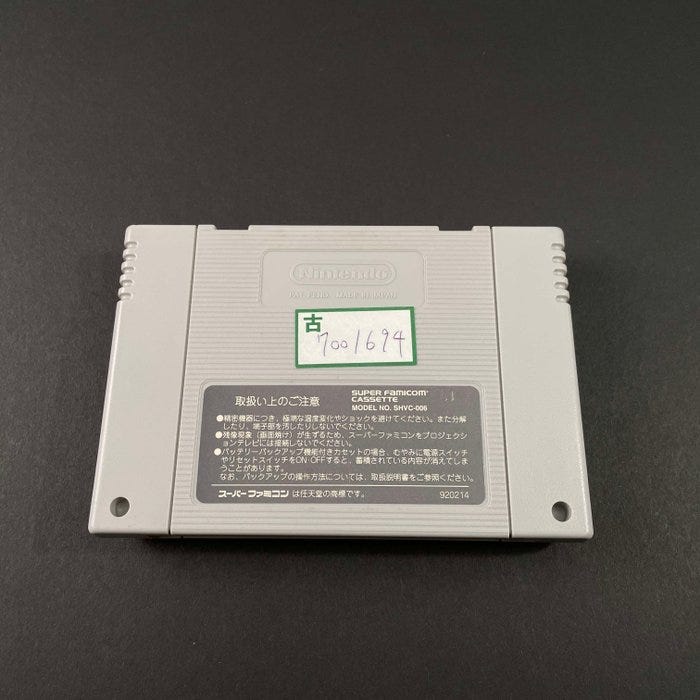 Nintendo
PAT. PEND. MADE IN JAPAN
古
7001694
取扱い上のご注意
SUPER FAMICOM
CASSETTE
MODEL NO. SHVC-006
●精密機器につき、極端な温度変化やショックを避けてください。また分解
したり、端子部を汚したりしないでください。
●残像現象(画面焼け)が生ずるため、スーパーファミコンをプロジェクシ
ョンテレビには接続しないでください。
●バッテリーバックアップ機能付きカセットの場合、むやみに電源スイッチ
やリセットスイッチをON・OFFすると、蓄積されている内容が消えてしま
うことがあります。
なお、バックアップの操作方法については、取扱説明書をご参照ください。
スーパーファミコン は任天堂の商標です。
920214